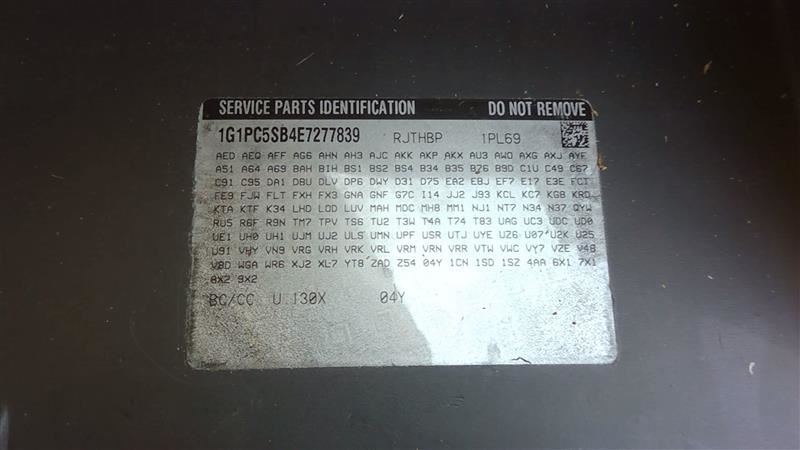 SERVICE PARTS IDENTIFICATION DO NOT REMOVE
1G1PC5SB4E7277839 RJTHBP 1PL69
AED AEQ AFF AG6 AHN AH3 AJC AKK AKP AKX AU3 AWO AXG AXJ AYF
A51 A64 A69 BAH BIH BS1 BS2 BS4 B34 B35 B76 B9D C1U C49 C67
C91 C95 DA1 DBU DLV DP6 DWY D31 D75 EA2 EBJ EF7 E17 E3E FCT
FE9 FJW FLT FXH FX3 GNA GNF G7C I14 JJ2 J93 KCL KC7 KGB KRD
KTA KTF K34 LHD LOD LUV MAH MDC MH8 MM1 NJ1 NT7 N34 N37 QYW
RU5 R6F R9N TM7 TPV TS6 TU2 T3W T4A T74 T83 UAG UC3 UDC UD0
UE1 UH0 UH1 UJM UJ2 ULS UMN UPF USR UTJ UYE UZ6 U07 U2K U25
U91 VHY VN9 VRG VRH VRK VRL VRM VRN VRR VTW VWC VY7 VZE V48
V8D WGA WR6 XJ2 XL7 YT8 ZAD Z54 04Y 1CN 1SD 1SZ 4AA 6X1 7X1
8X2 9X2
BC/CC U 130X 04Y